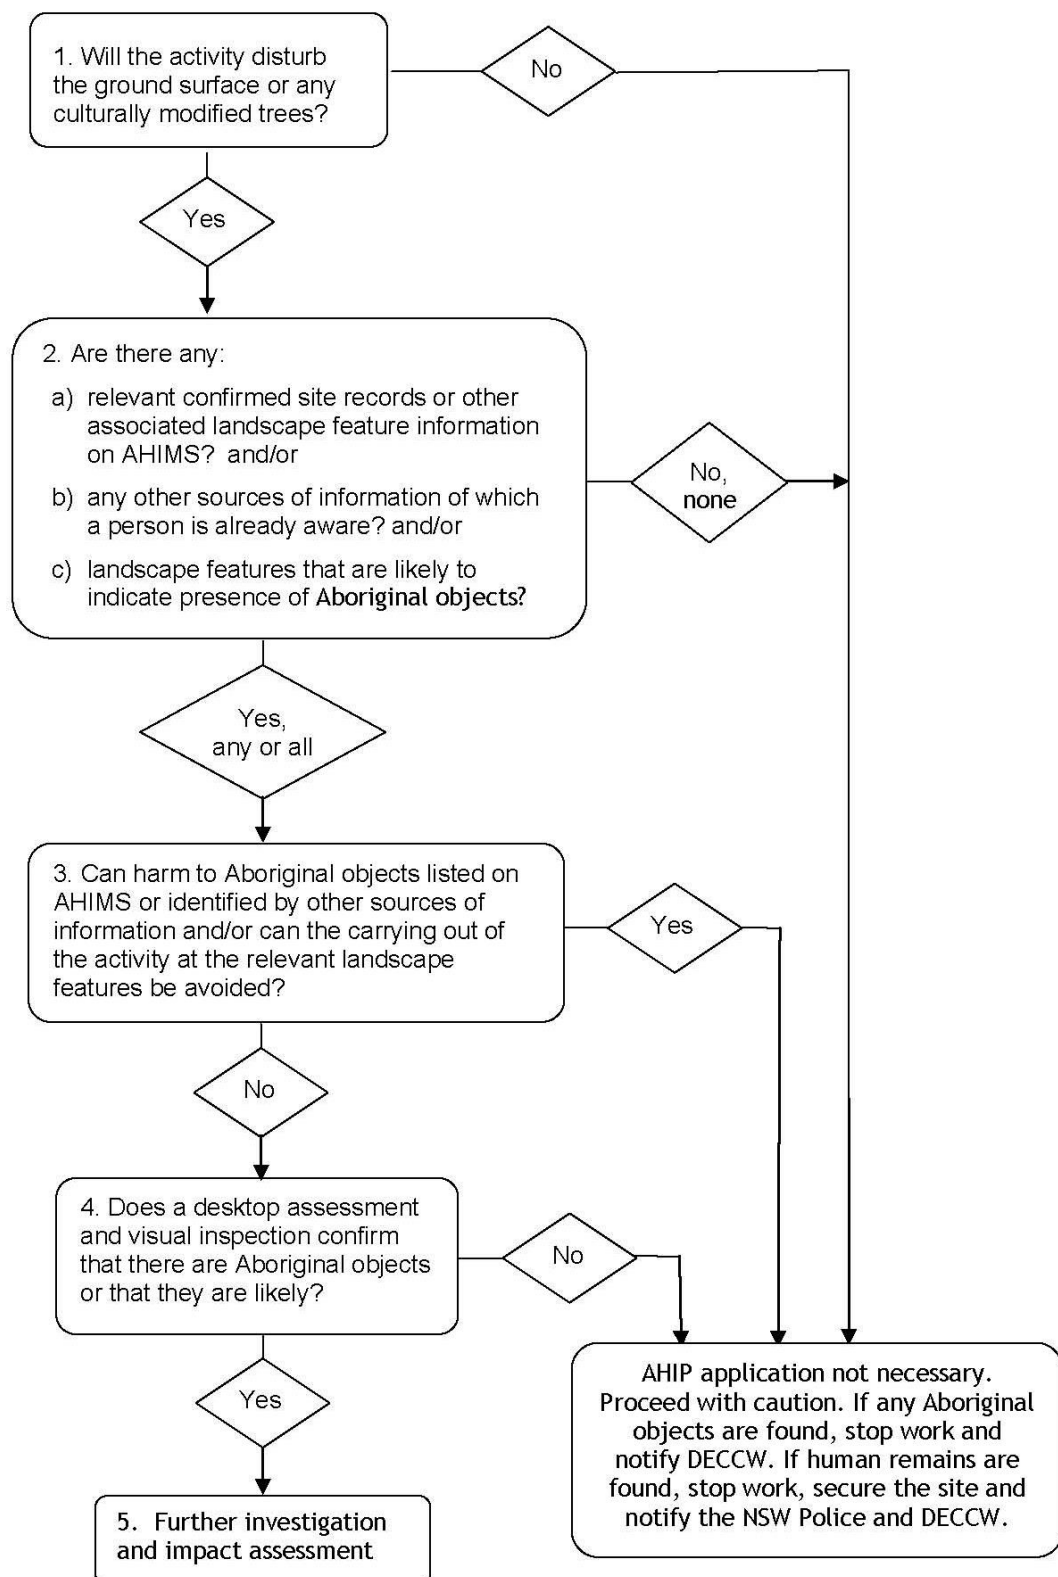 1. Will the activity disturb
the ground surface or any
culturally modified trees?
No
Yes
2. Are there any:
a) relevant confirmed site records or other
associated landscape feature information
on AHIMS? and/or
b) any other sources of information of which
a person is already aware? and/or
c) landscape features that are likely to
indicate presence of Aboriginal objects?
No,
none
Yes,
any or all
3. Can harm to Aboriginal objects listed on
AHIMS or identified by other sources of
information and/or can the carrying out of
the activity at the relevant landscape
features be avoided?
Yes
No
4. Does a desktop assessment
and visual inspection confirm
that there are Aboriginal objects
or that they are likely?
No
Yes
AHIP application not necessary.
Proceed with caution. If any Aboriginal
objects are found, stop work and
notify DECCW. If human remains are
found, stop work, secure the site and
notify the NSW Police and DECCW.
5. Further investigation
and impact assessment